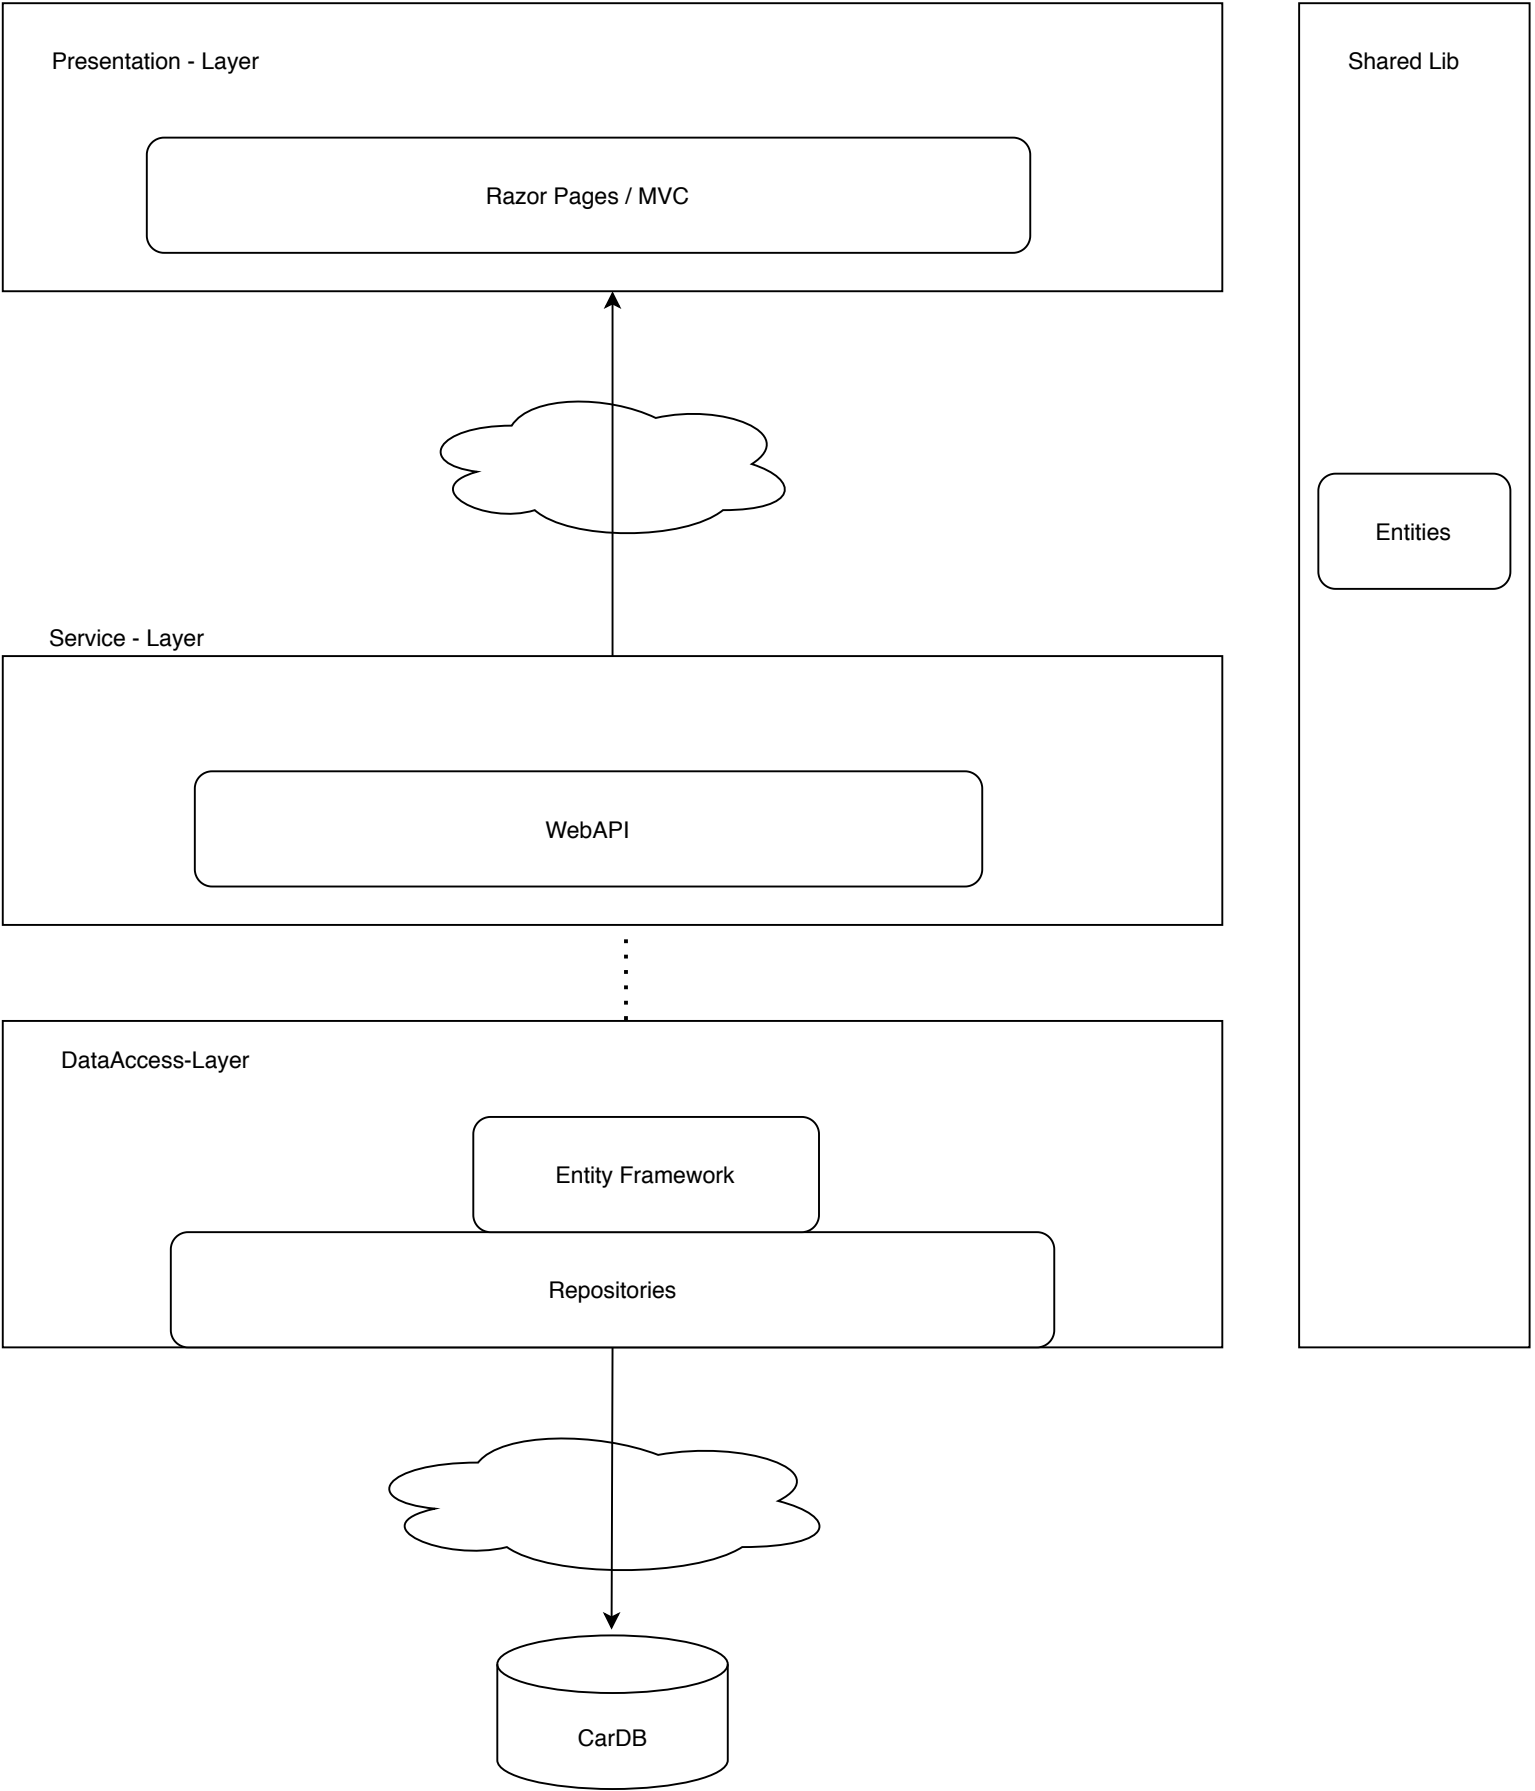 Presentation - Layer
Shared Lib
Razor Pages / MVC
Entities
Service - Layer
WebAPI
DataAccess-Layer
Entity Framework
Repositories
CarDB